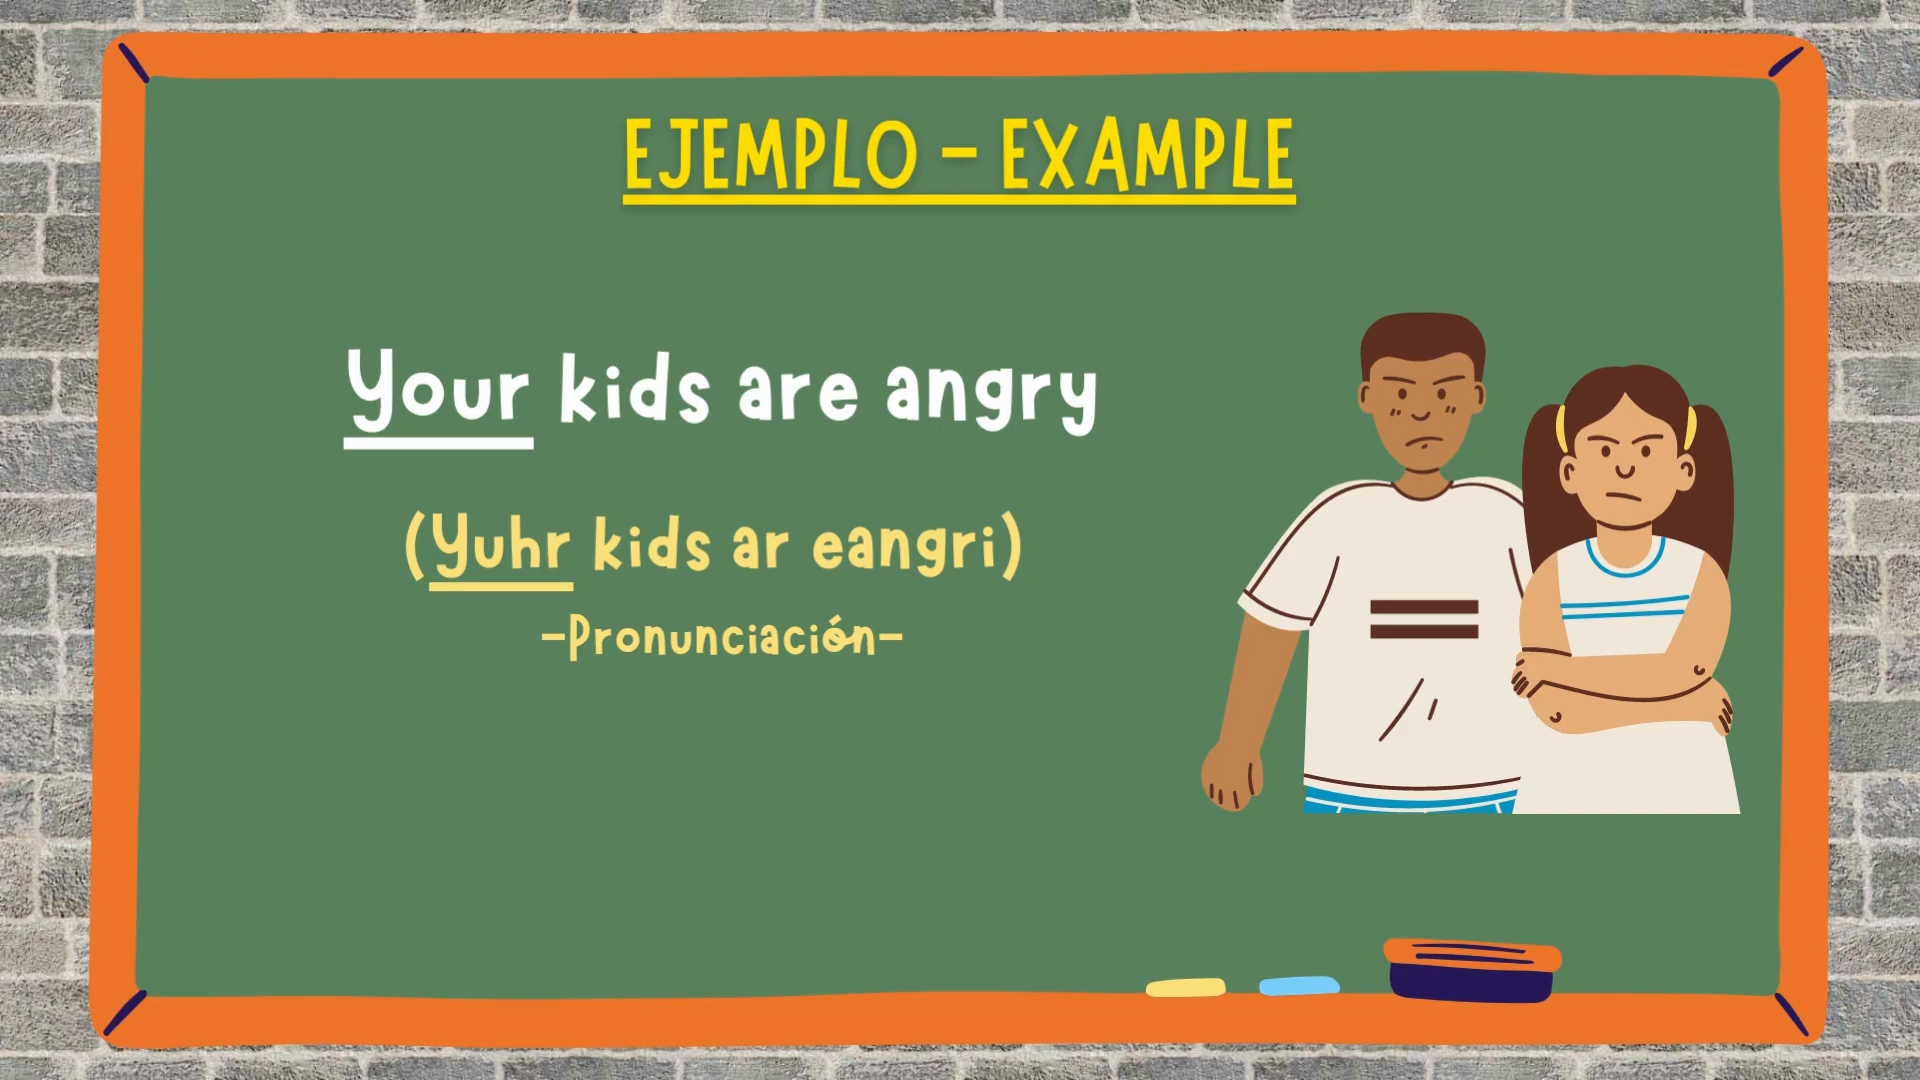 EJEMPLO - EXAMPLE
Your kids are angry
(Yuhr kids ar eangri)
-Pronunciación-